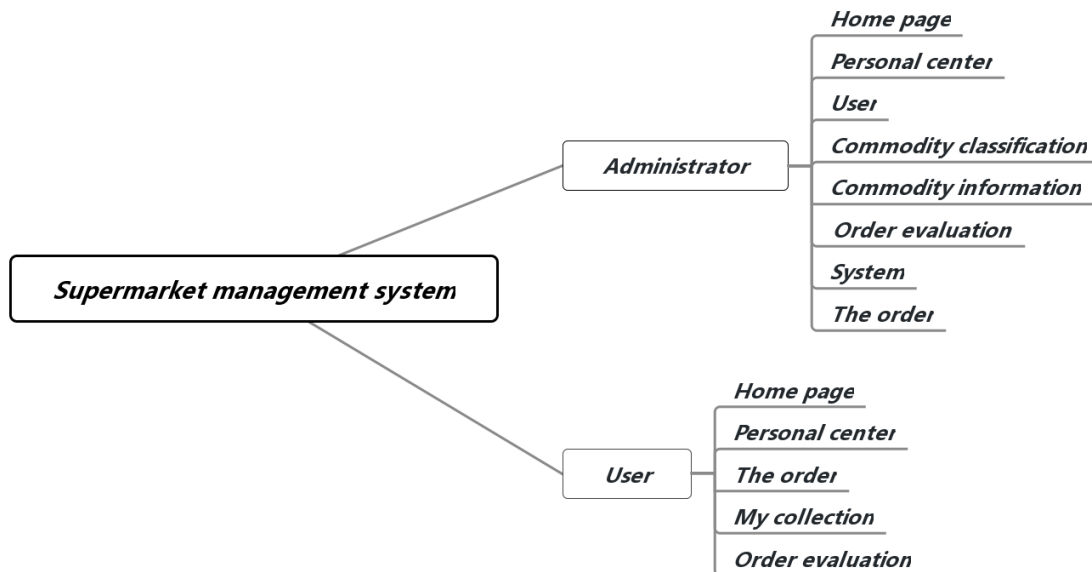 Supermarket management system
Administrator
Home page
Personal center
User
Commodity classification
Commodity information
Order evaluation
System
The order
User
Home page
Personal center
The order
My collection
Order evaluation